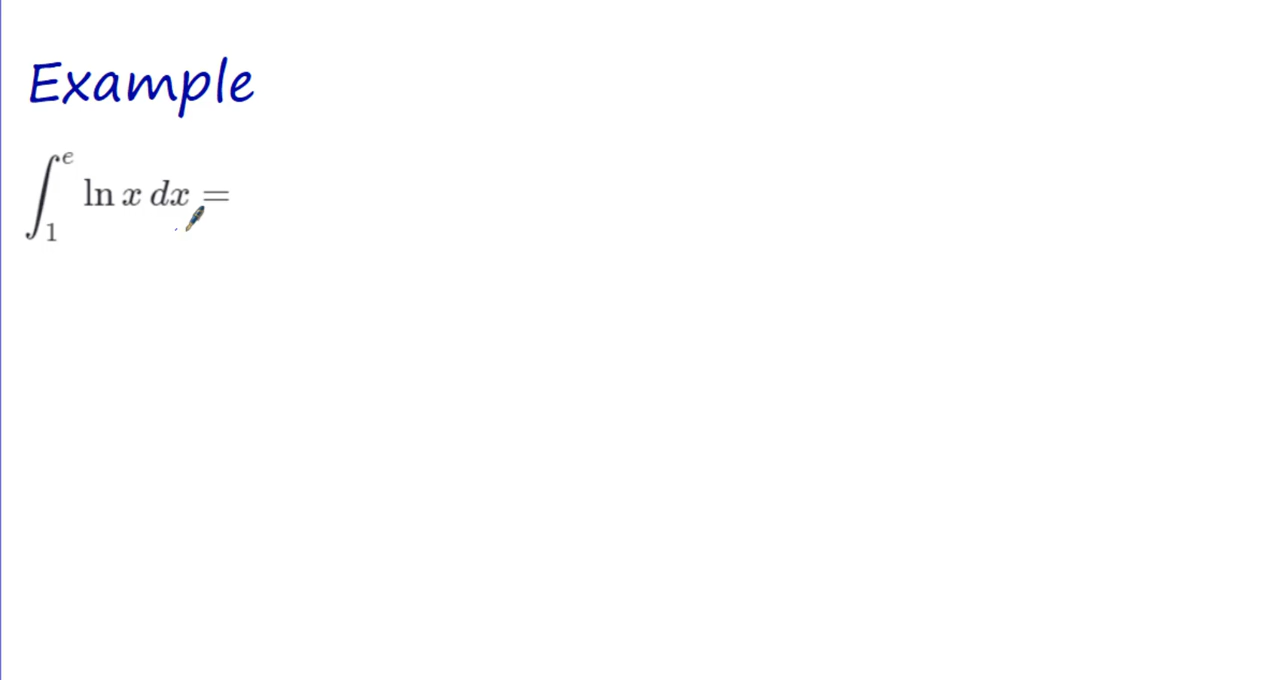 Example
∫₁ᵉ ln x dx =